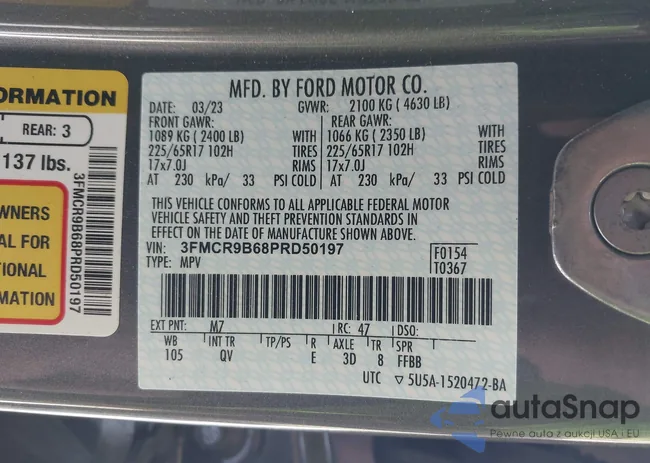 ORMATION
REAR: 3
137 lbs.
3FMCR9B68PRD50197
WNERS
AL FOR
TIONAL
MATION
MFD. BY FORD MOTOR CO.
DATE: 03/23 GVWR: 2100 KG ( 4630 LB)
FRONT GAWR: REAR GAWR:
1089 KG ( 2400 LB) WITH 1066 KG ( 2350 LB) WITH
225/65R17 102H TIRES 225/65R17 102H TIRES
17x7.0J RIMS 17x7.0J RIMS
AT 230 kPa/ 33 PSI COLD AT 230 kPa/ 33 PSI COLD
THIS VEHICLE CONFORMS TO ALL APPLICABLE FEDERAL MOTOR
VEHICLE SAFETY AND THEFT PREVENTION STANDARDS IN
EFFECT ON THE DATE OF MANUFACTURE SHOWN ABOVE.
VIN: 3FMCR9B68PRD50197 F0154
TYPE: MPV T0367
EXT PNT: M7 RC: 47 DSO:
WB INT TR TP/PS R AXLE TR SPR
105 QV E 3D 8 FFBB
UTC ▽ 5U5A-1520472-BA
autaSnap
Pewne auta z aukcji USA i EU